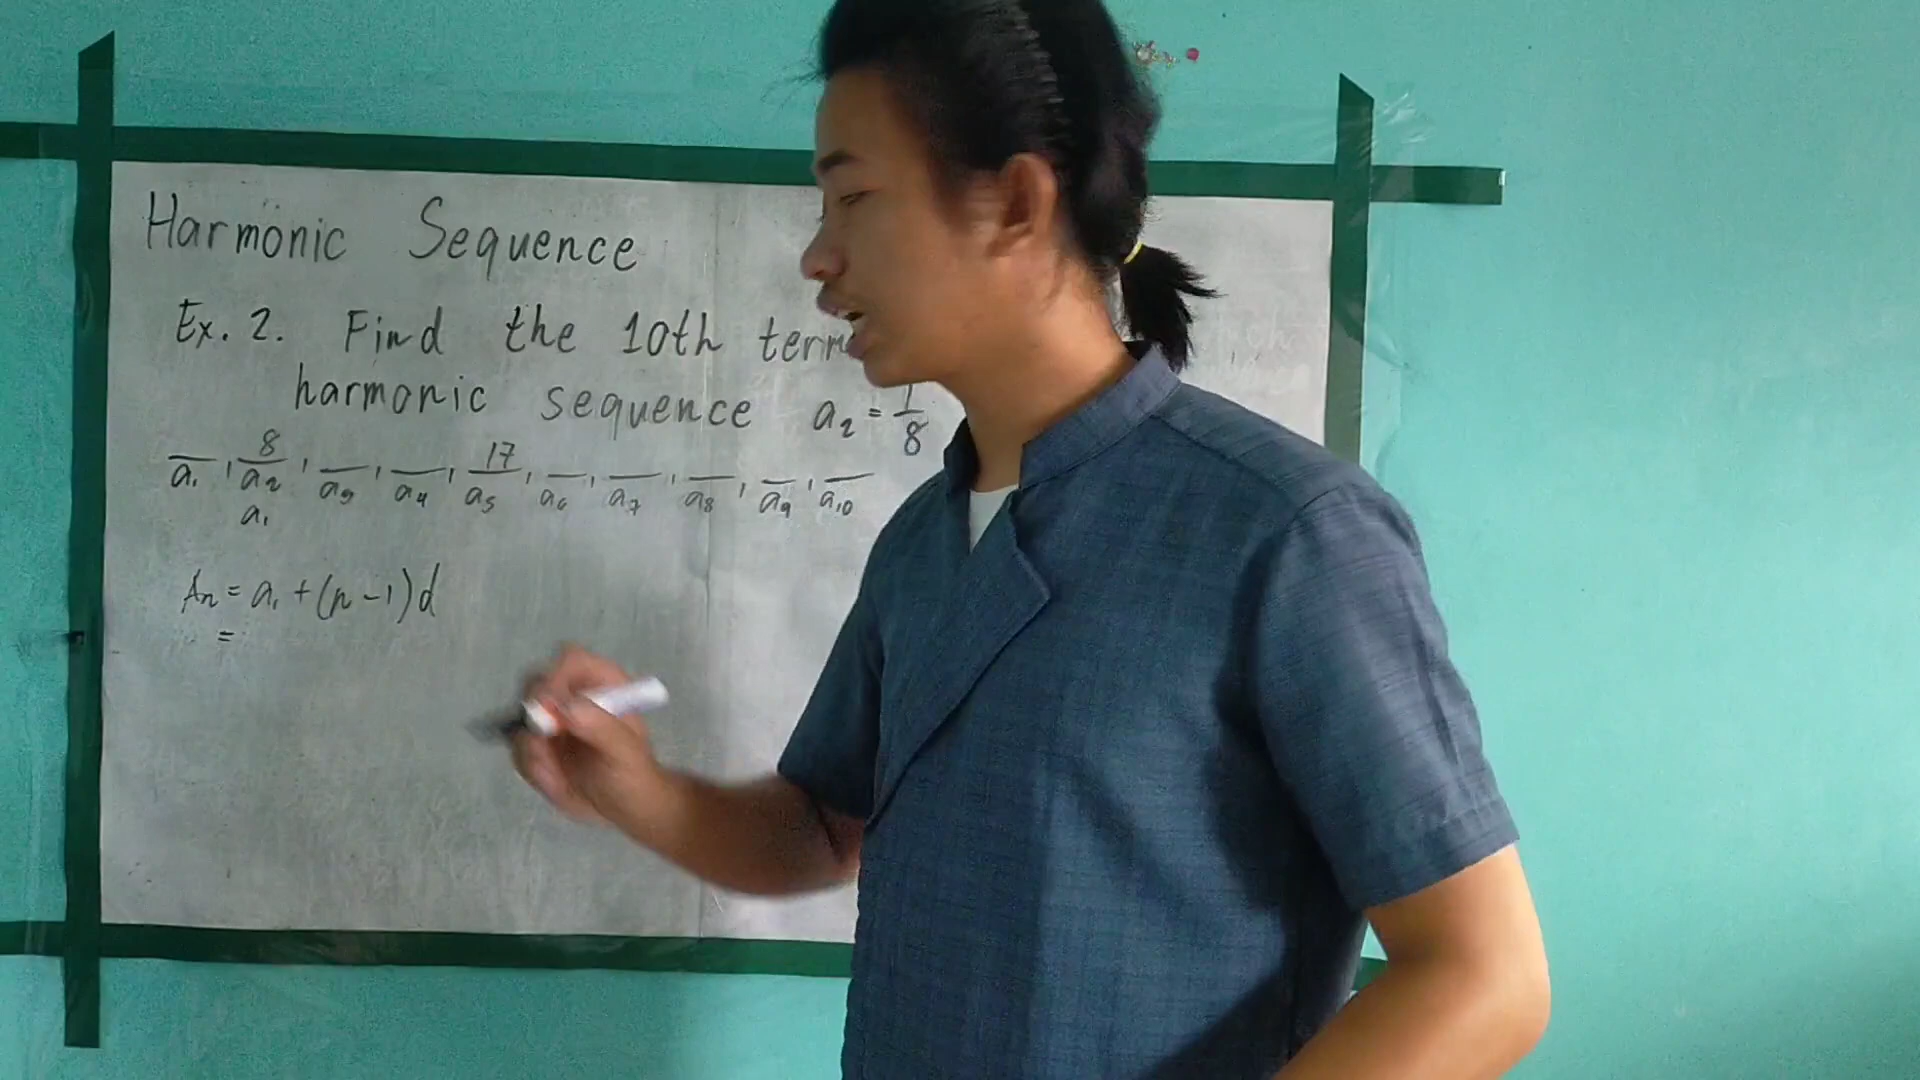 Harmonic Sequence
Ex. 2. Find the 10th term
harmonic sequence a₂ = 1/8
8 17
a₁, a₂, a₃, a₄, a₅, a₆, a₇, a₈, a₉, a₁₀
a₁
An = a₁ + (n - 1)d
=